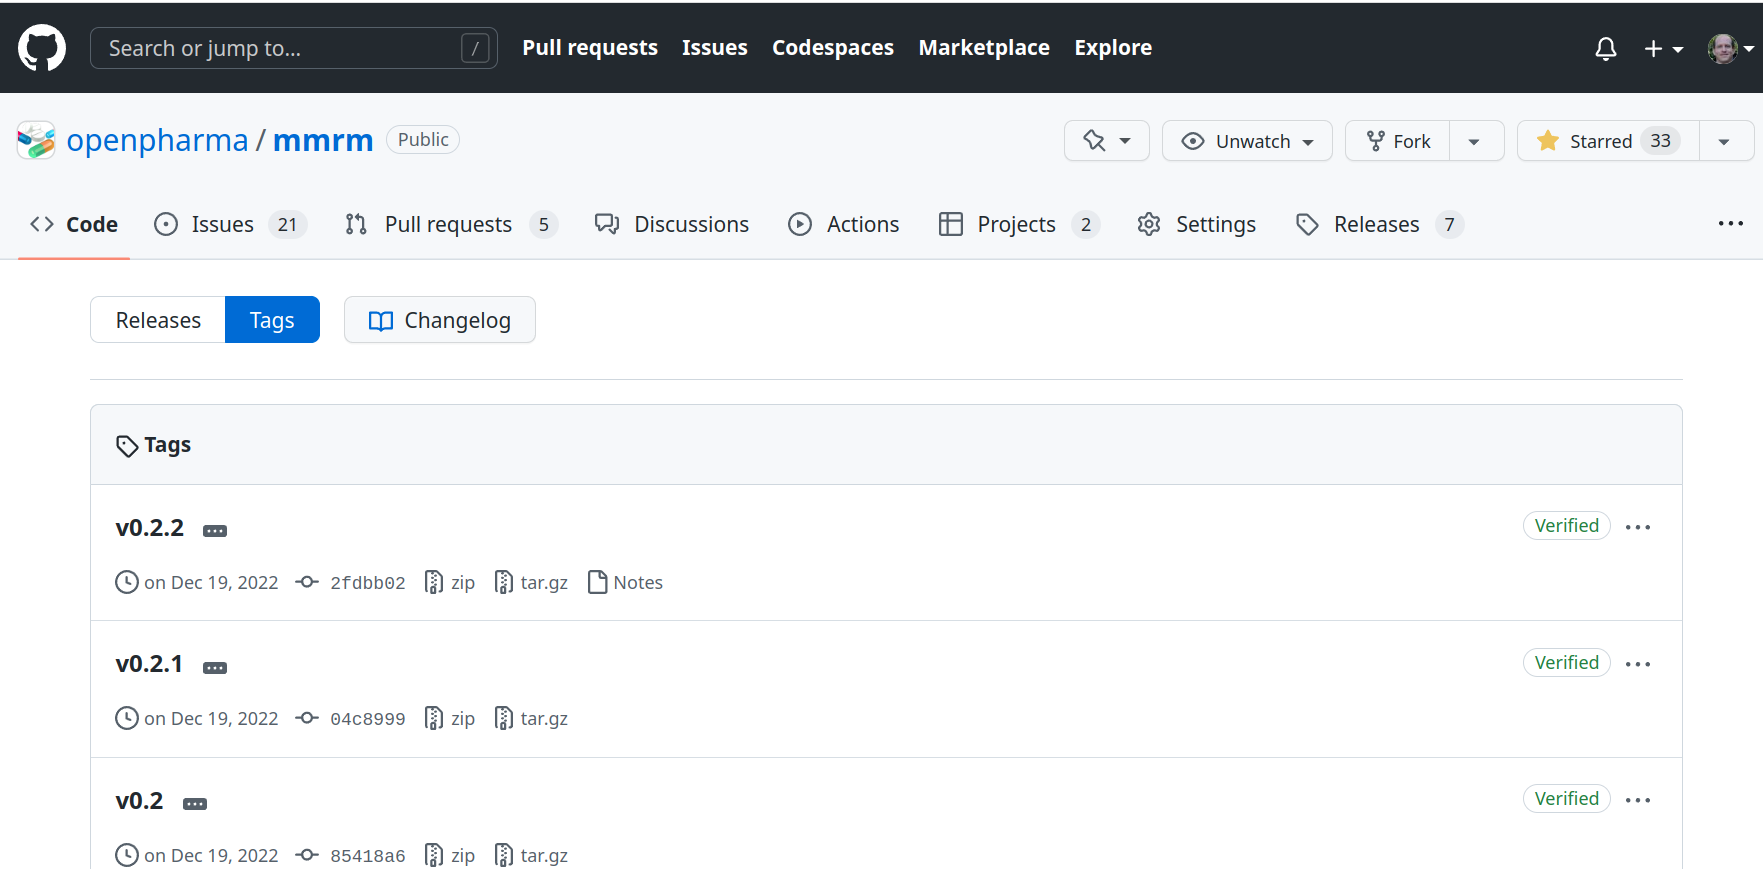 Search or jump to... / Pull requests Issues Codespaces Marketplace Explore
openpharma / mmrm Public Unwatch Fork Starred 33
Code Issues 21 Pull requests 5 Discussions Actions Projects 2 Settings Releases 7
Releases Tags Changelog
Tags
v0.2.2 Verified
on Dec 19, 2022 2fdbb02 zip tar.gz Notes
v0.2.1 Verified
on Dec 19, 2022 04c8999 zip tar.gz
v0.2 Verified
on Dec 19, 2022 85418a6 zip tar.gz